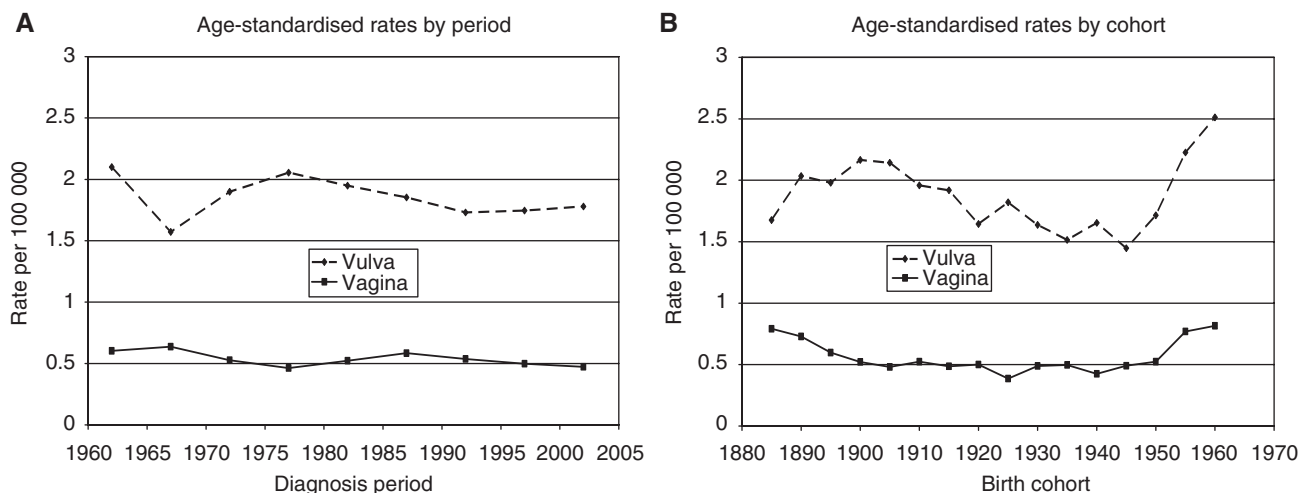 A
Age-standardised rates by period
3
2.5
2
1.5
1
0.5
0
Rate per 100 000
Vulva
Vagina
1960 1965 1970 1975 1980 1985 1990 1995 2000 2005
Diagnosis period
B
Age-standardised rates by cohort
3
2.5
2
1.5
1
0.5
0
Rate per 100 000
Vulva
Vagina
1880 1890 1900 1910 1920 1930 1940 1950 1960 1970
Birth cohort